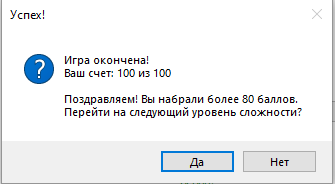 Успех!
Игра окончена!
Ваш счет: 100 из 100
Поздравляем! Вы набрали более 80 баллов.
Перейти на следующий уровень сложности?
Да
Нет